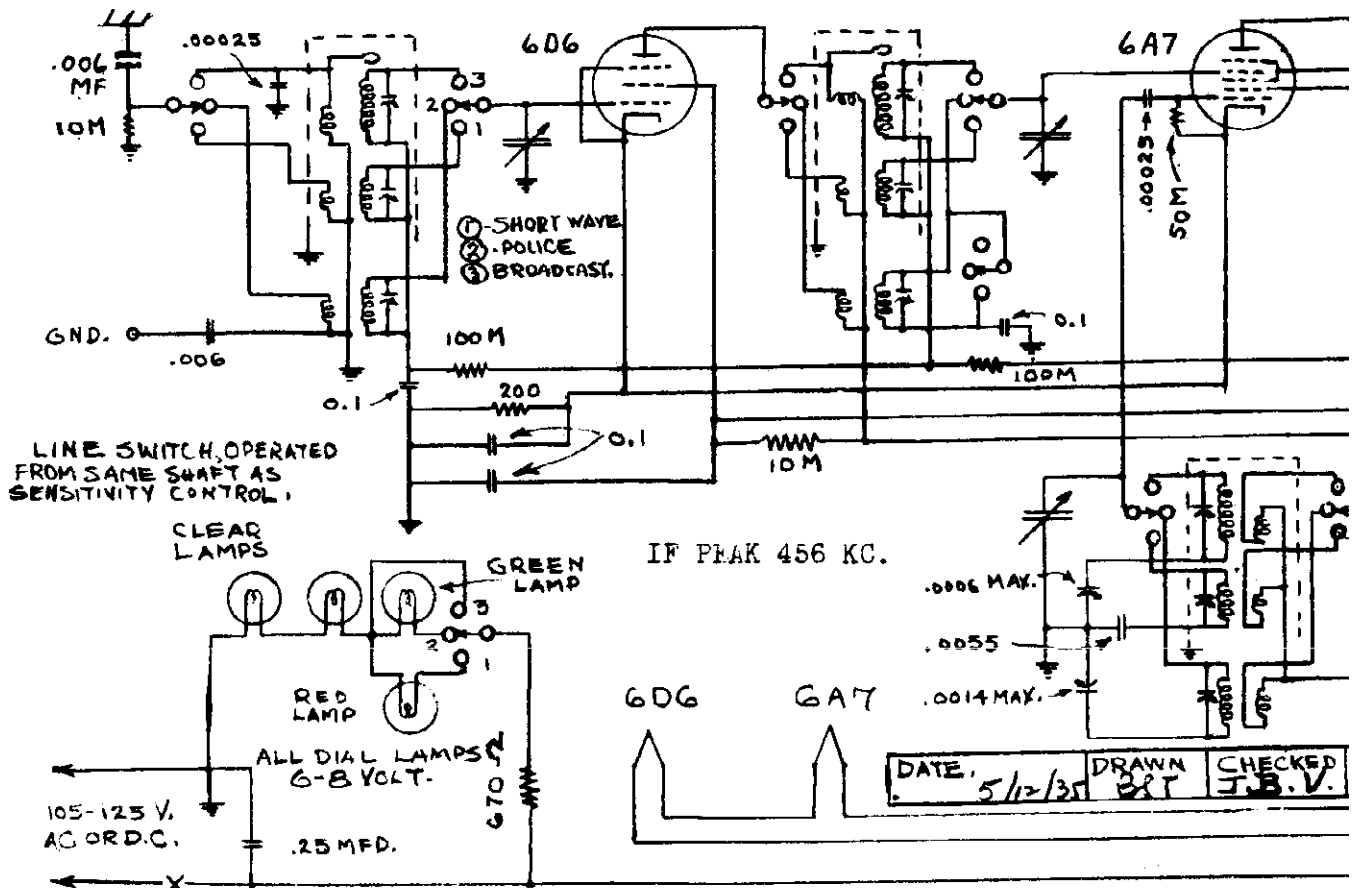 .006
MF
.00025
6D6
6A7
10M
3
2
1
①-SHORT WAVE
②.-POLICE
③ BROADCAST.
.00025
50M
GND.
.006
100M
0.1
100M
0.1
200
0.1
10M
LINE SWITCH, OPERATED
FROM SAME SHAFT AS
SENSITIVITY CONTROL.
CLEAR
LAMPS
GREEN
LAMP
IF PEAK 456 KC.
3
2
1
.0006 MAX.
.0055
.0014 MAX.
RED
LAMP
6D6
6A7
ALL DIAL LAMPS
6-8 VOLT.
670 Ω
DATE.
5/12/35
DRAWN
CHECKED
J.B.V.
105-125 V.
AC OR D.C.
.25 MFD.
X